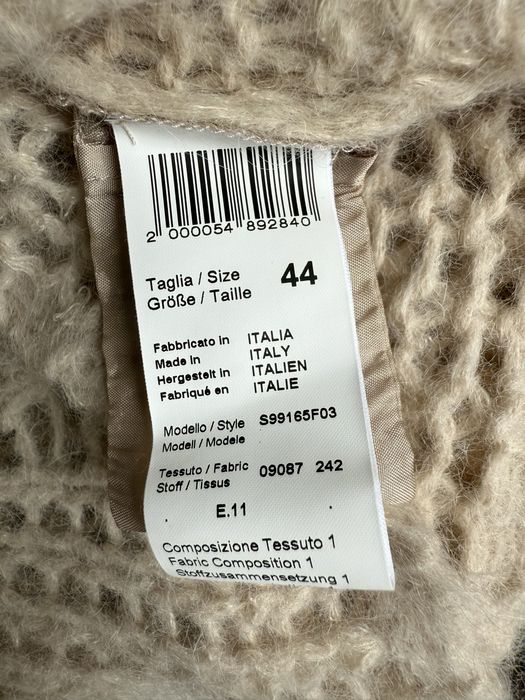 2 000054 892840
Taglia / Size 44
Größe / Taille
Fabbricato in ITALIA
Made in ITALY
Hergestelt in ITALIEN
Fabriqué en ITALIE
Modello / Style S99165F03
Modell / Modele
Tessuto / Fabric 09087 242
Stoff / Tissus
E.11
Composizione Tessuto 1
Fabric Composition 1
Stoffzusammensetzung 1